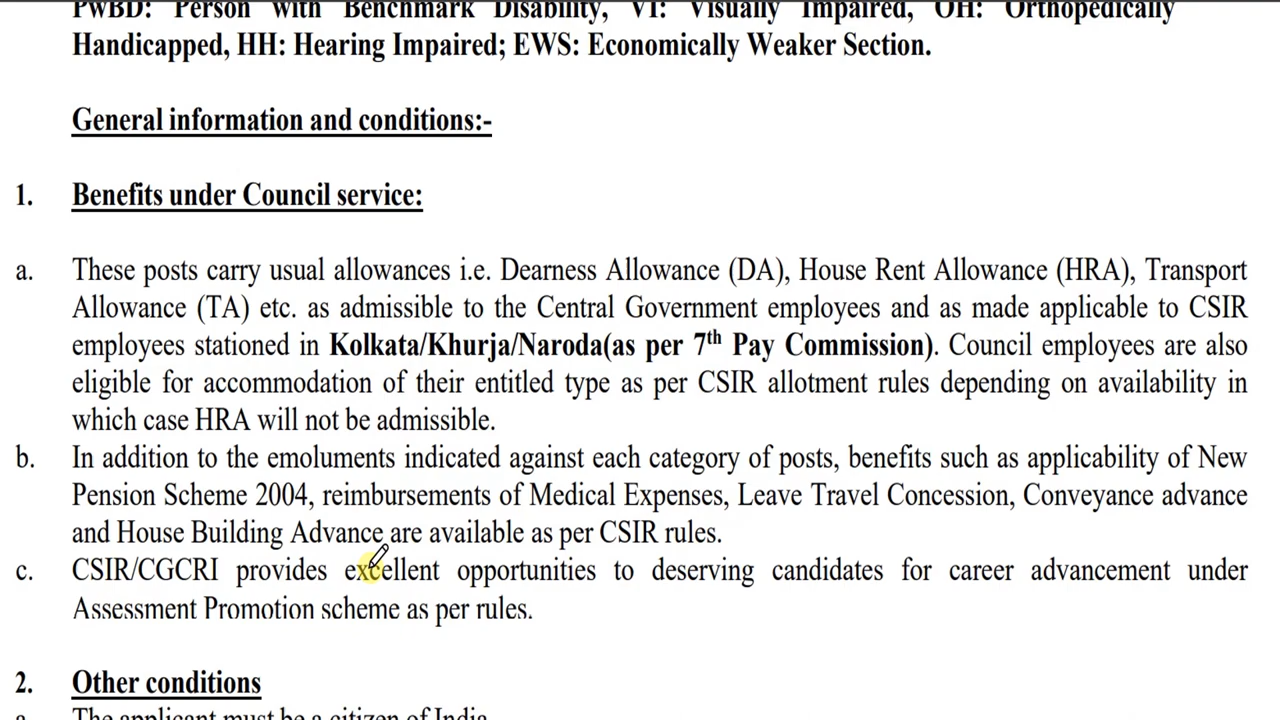 PwBD: Person with Benchmark Disability, VI: Visually Impaired, OH: Orthopedically
Handicapped, HH: Hearing Impaired; EWS: Economically Weaker Section.
General information and conditions:-
1. Benefits under Council service:
a. These posts carry usual allowances i.e. Dearness Allowance (DA), House Rent Allowance (HRA), Transport
Allowance (TA) etc. as admissible to the Central Government employees and as made applicable to CSIR
employees stationed in Kolkata/Khurja/Naroda(as per 7th Pay Commission). Council employees are also
eligible for accommodation of their entitled type as per CSIR allotment rules depending on availability in
which case HRA will not be admissible.
b. In addition to the emoluments indicated against each category of posts, benefits such as applicability of New
Pension Scheme 2004, reimbursements of Medical Expenses, Leave Travel Concession, Conveyance advance
and House Building Advance are available as per CSIR rules.
c. CSIR/CGCRI provides excellent opportunities to deserving candidates for career advancement under
Assessment Promotion scheme as per rules.
2. Other conditions
a. The applicant must be a citizen of India